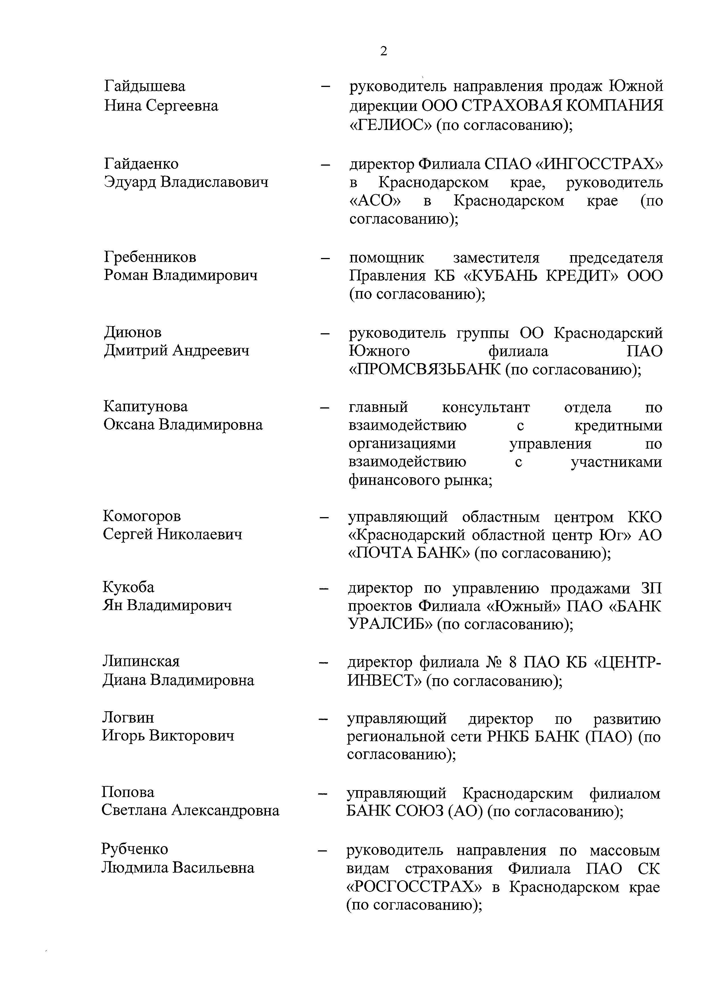 2
Гайдышева – руководитель направления продаж Южной
Нина Сергеевна дирекции ООО СТРАХОВАЯ КОМПАНИЯ
«ГЕЛИОС» (по согласованию);
Гайдаенко – директор Филиала СПАО «ИНГОССТРАХ»
Эдуард Владиславович в Краснодарском крае, руководитель
«АСО» в Краснодарском крае (по
согласованию);
Гребенников – помощник заместителя председателя
Роман Владимирович Правления КБ «КУБАНЬ КРЕДИТ» ООО
(по согласованию);
Диюнов – руководитель группы ОО Краснодарский
Дмитрий Андреевич Южного филиала ПАО
«ПРОМСВЯЗЬБАНК (по согласованию);
Капитунова – главный консультант отдела по
Оксана Владимировна взаимодействию с кредитными
организациями управления по
взаимодействию с участниками
финансового рынка;
Комогоров – управляющий областным центром ККО
Сергей Николаевич «Краснодарский областной центр Юг» АО
«ПОЧТА БАНК» (по согласованию);
Кукоба – директор по управлению продажами ЗП
Ян Владимирович проектов Филиала «Южный» ПАО «БАНК
УРАЛСИБ» (по согласованию);
Липинская – директор филиала № 8 ПАО КБ «ЦЕНТР-
Диана Владимировна ИНВЕСТ» (по согласованию);
Логвин – управляющий директор по развитию
Игорь Викторович региональной сети РНКБ БАНК (ПАО) (по
согласованию);
Попова – управляющий Краснодарским филиалом
Светлана Александровна БАНК СОЮЗ (АО) (по согласованию);
Рубченко – руководитель направления по массовым
Людмила Васильевна видам страхования Филиала ПАО СК
«РОСГОССТРАХ» в Краснодарском крае
(по согласованию);